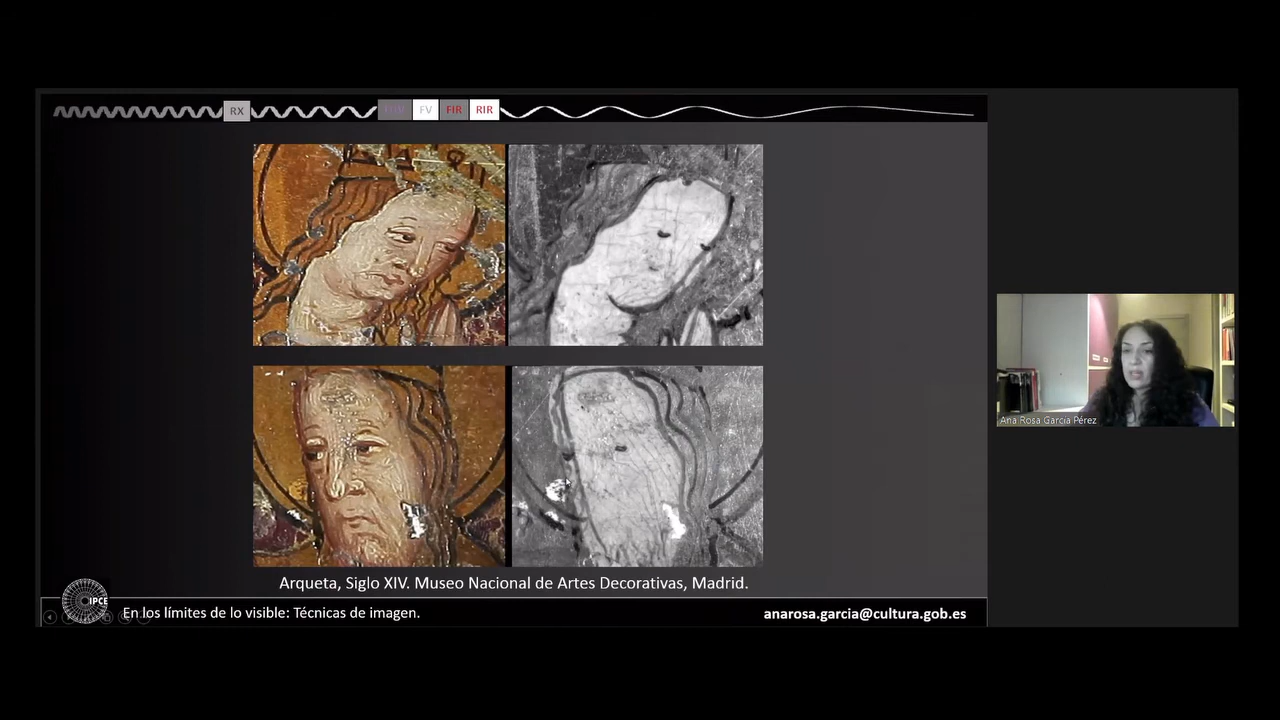 RX
FV
FIR
RIR
Arqueta, Siglo XIV. Museo Nacional de Artes Decorativas, Madrid.
IPCE
En los límites de lo visible: Técnicas de imagen.
anarosa.garcia@cultura.gob.es
Ana Rosa García Pérez